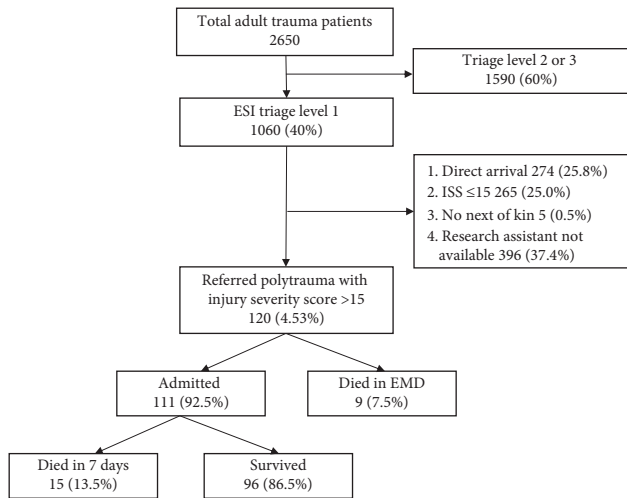 Total adult trauma patients
2650
Triage level 2 or 3
1590 (60%)
ESI triage level 1
1060 (40%)
1. Direct arrival 274 (25.8%)
2. ISS ≤15 265 (25.0%)
3. No next of kin 5 (0.5%)
4. Research assistant not
available 396 (37.4%)
Referred polytrauma with
injury severity score >15
120 (4.53%)
Admitted
111 (92.5%)
Died in EMD
9 (7.5%)
Died in 7 days
15 (13.5%)
Survived
96 (86.5%)